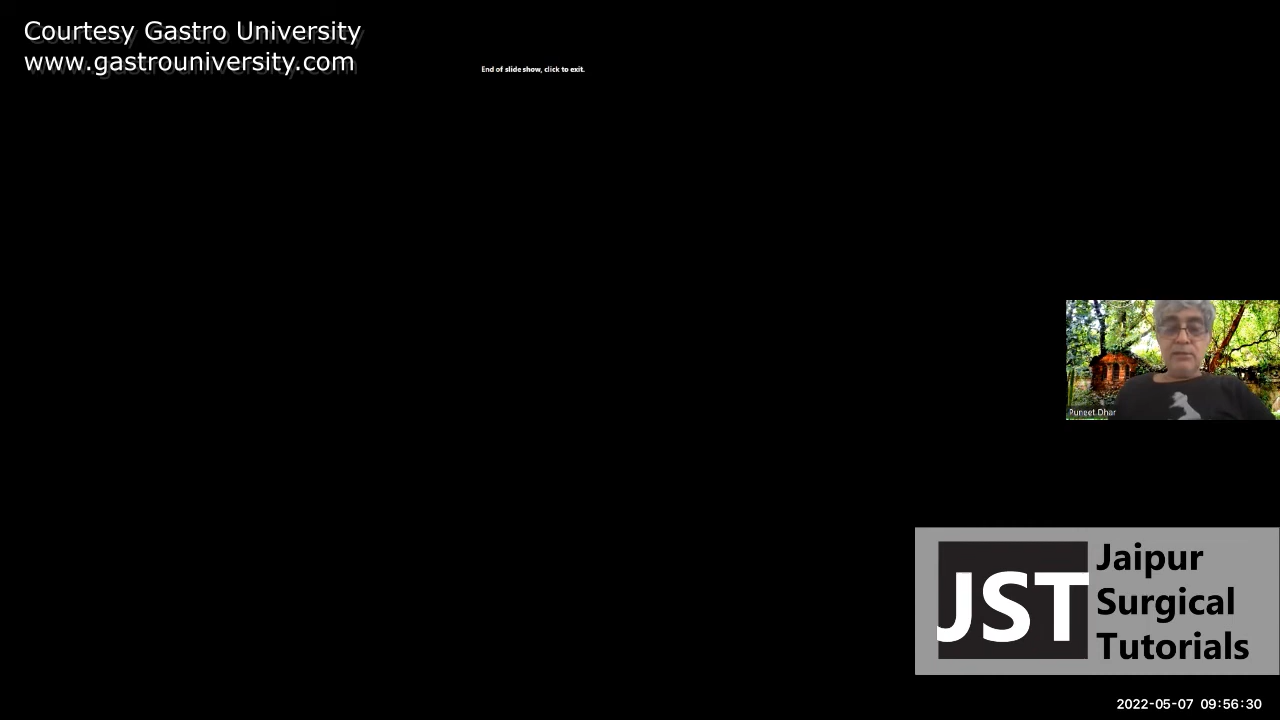 Courtesy Gastro University
www.gastrouniversity.com
End of slide show, click to exit.
Puneet Dhar
JST
Jaipur
Surgical
Tutorials
2022-05-07 09:56:30